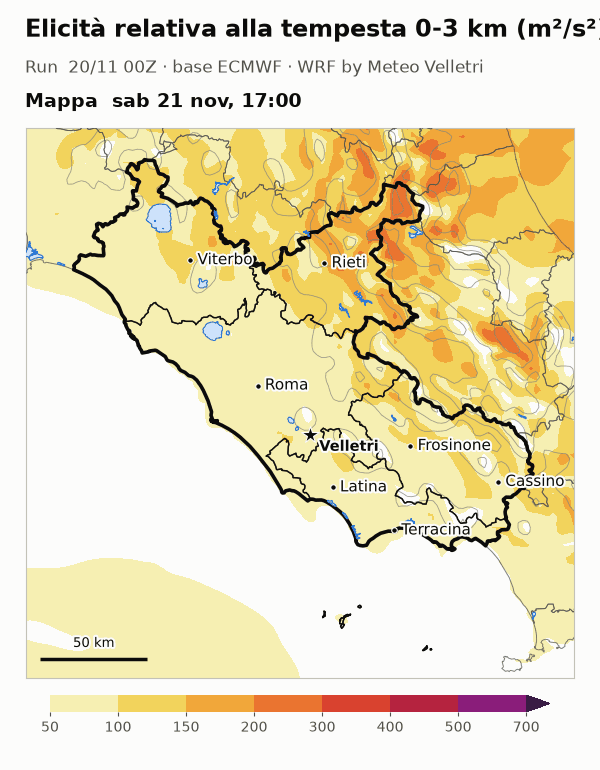 Elicità relativa alla tempesta 0-3 km (m²/s²)
Run  20/11 00Z · base ECMWF · WRF by Meteo Velletri
Mappa  sab 21 nov, 17:00
Viterbo
Rieti
Roma
Velletri
Frosinone
Cassino
Latina
Terracina
50 km
50 100 150 200 300 400 500 700